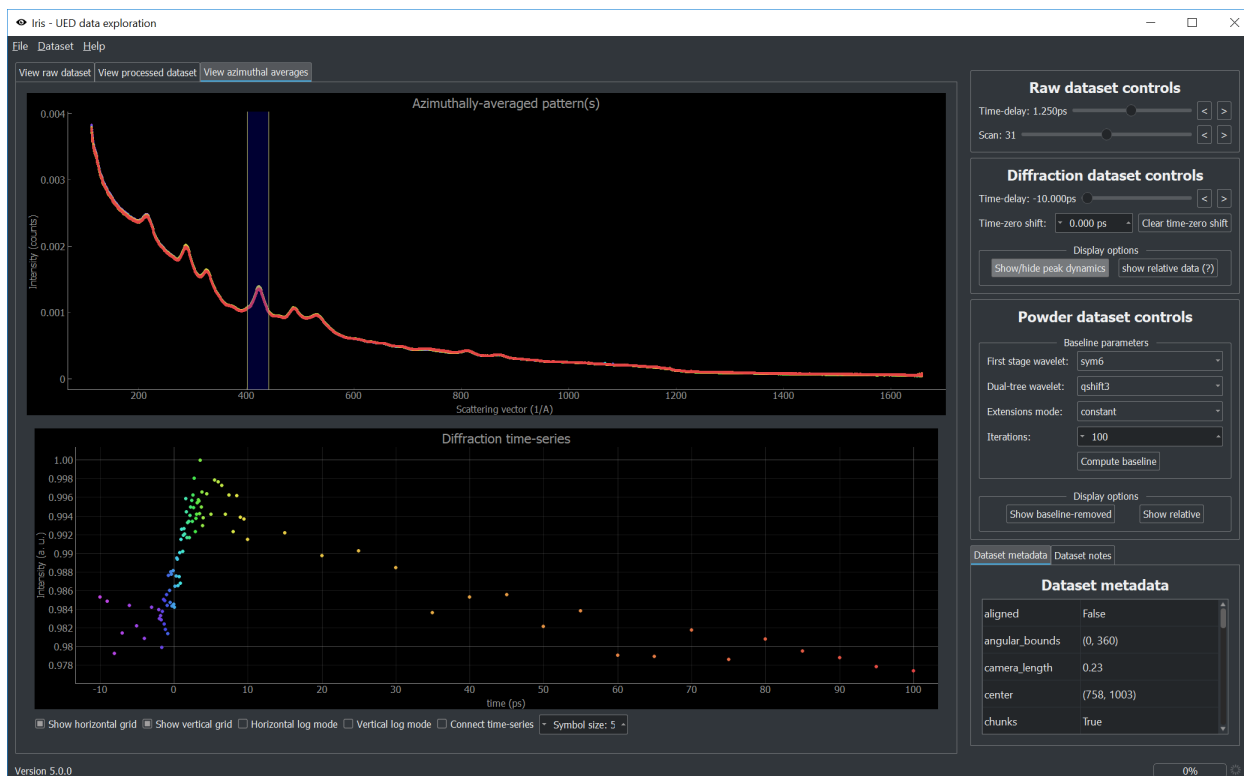 Iris - UED data exploration
File Dataset Help
View raw dataset View processed dataset View azimuthal averages
Azimuthally-averaged pattern(s)
0.004
0.003
0.002
0.001
0
Intensity (counts)
200 400 600 800 1000 1200 1400 1600
Scattering vector (1/A)
Diffraction time-series
1.00
0.998
0.996
0.994
0.992
0.99
0.988
0.986
0.984
0.982
0.98
0.978
Intensity (a. u.)
-10 0 10 20 30 40 50 60 70 80 90 100
time (ps)
Show horizontal grid Show vertical grid Horizontal log mode Vertical log mode Connect time-series Symbol size: 5
Raw dataset controls
Time-delay: 1.250ps < >
Scan: 31 < >
Diffraction dataset controls
Time-delay: -10.000ps < >
Time-zero shift: 0.000 ps Clear time-zero shift
Display options
Show/hide peak dynamics show relative data (?)
Powder dataset controls
Baseline parameters
First stage wavelet: sym6
Dual-tree wavelet: qshift3
Extensions mode: constant
Iterations: 100
Compute baseline
Display options
Show baseline-removed Show relative
Dataset metadata Dataset notes
Dataset metadata
aligned False
angular_bounds (0, 360)
camera_length 0.23
center (758, 1003)
chunks True
Version 5.0.0
0%